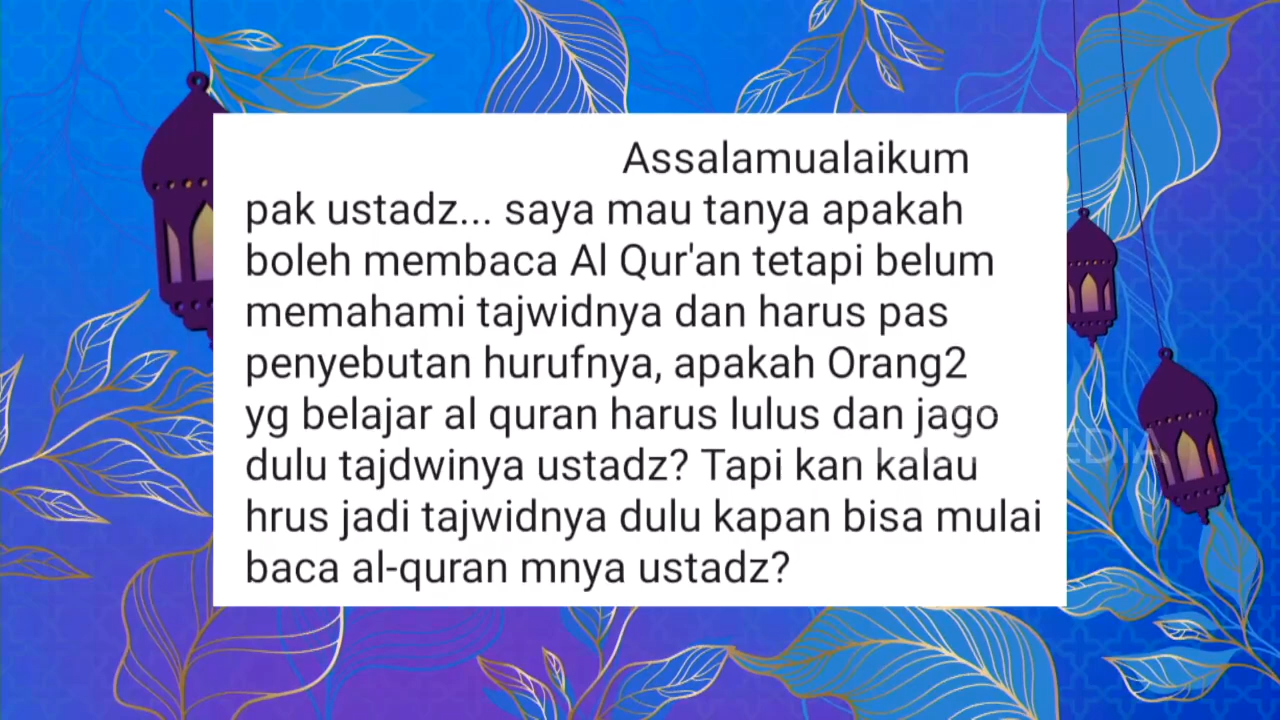 Assalamualaikum
pak ustadz... saya mau tanya apakah
boleh membaca Al Qur'an tetapi belum
memahami tajwidnya dan harus pas
penyebutan hurufnya, apakah Orang2
yg belajar al quran harus lulus dan jago
dulu tajdwinya ustadz? Tapi kan kalau
hrus jadi tajwidnya dulu kapan bisa mulai
baca al-quran mnya ustadz?